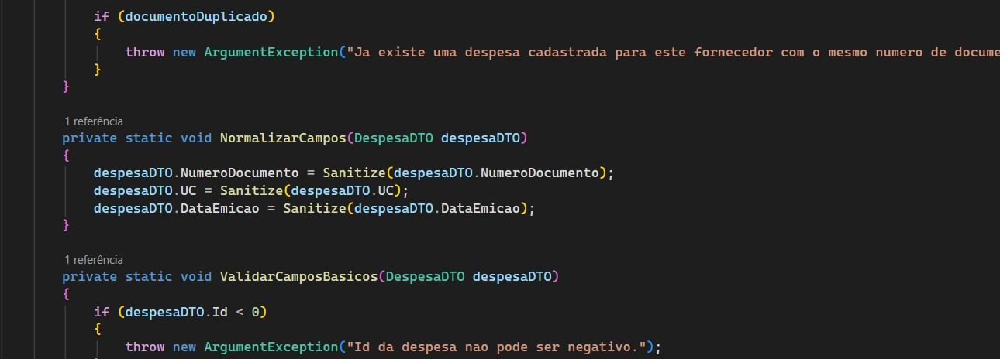 if (documentoDuplicado)
{
throw new ArgumentException("Ja existe uma despesa cadastrada para este fornecedor com o mesmo numero de
}
}
1 referência
private static void NormalizarCampos(DespesaDTO despesaDTO)
{
despesaDTO.NumeroDocumento = Sanitize(despesaDTO.NumeroDocumento);
despesaDTO.UC = Sanitize(despesaDTO.UC);
despesaDTO.DataEmicao = Sanitize(despesaDTO.DataEmicao);
}
1 referência
private static void ValidarCamposBasicos(DespesaDTO despesaDTO)
{
if (despesaDTO.Id < 0)
{
throw new ArgumentException("Id da despesa nao pode ser negativo.");